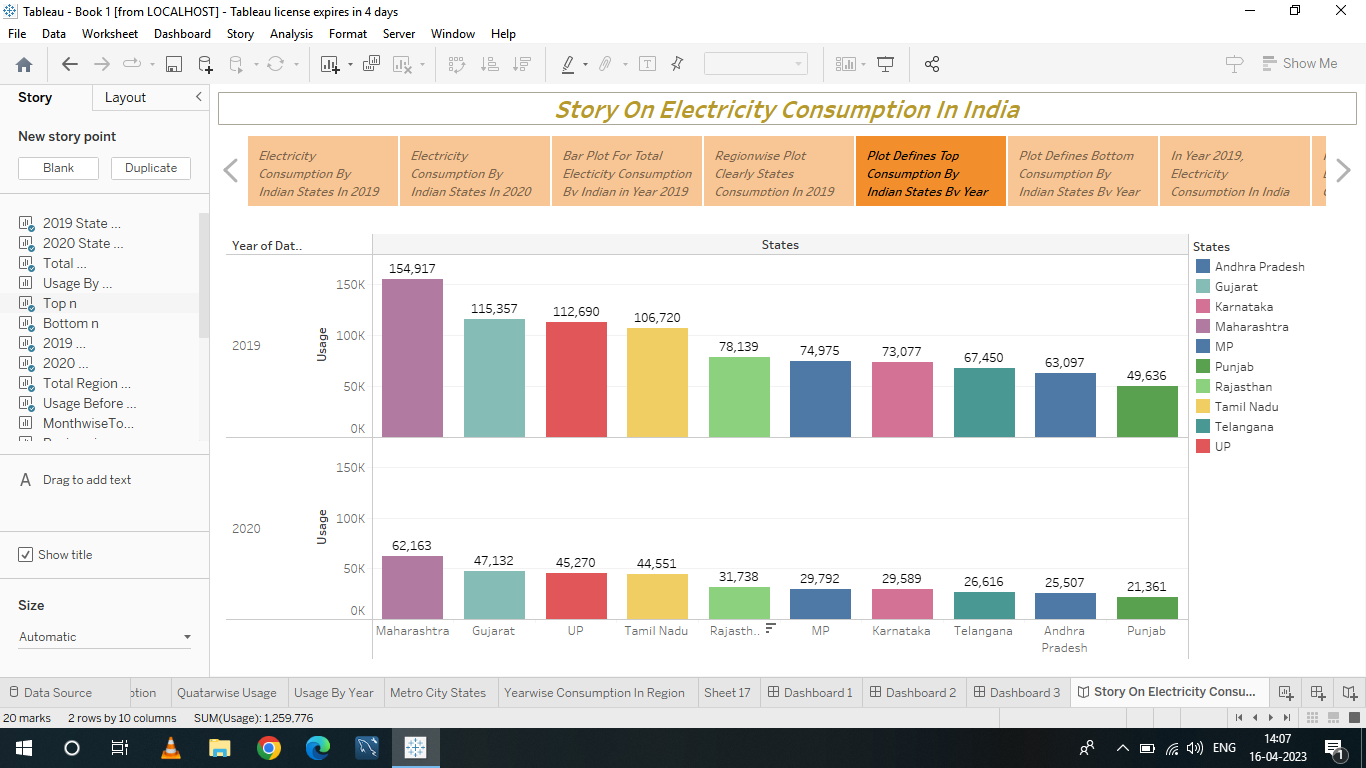 Tableau - Book 1 [from LOCALHOST] - Tableau license expires in 4 days
File Data Worksheet Dashboard Story Analysis Format Server Window Help
Show Me
Story Layout
New story point
Blank Duplicate
2019 State ...
2020 State ...
Total ...
Usage By ...
Top n
Bottom n
2019 ...
2020 ...
Total Region ...
Usage Before ...
MonthwiseTo...
A Drag to add text
Show title
Size
Automatic
Story On Electricity Consumption In India
Electricity
Consumption By
Indian States In 2019
Electricity
Consumption By
Indian States In 2020
Bar Plot For Total
Electicity Consumption
By Indian in Year 2019
Regionwise Plot
Clearly States
Consumption In 2019
Plot Defines Top
Consumption By
Indian States By Year
Plot Defines Bottom
Consumption By
Indian States By Year
In Year 2019,
Electricity
Consumption In India
Year of Dat.. States
154,917 115,357 112,690 106,720 78,139 74,975 73,077 67,450 63,097 49,636
2019
Usage
150K
100K
50K
0K
62,163 47,132 45,270 44,551 31,738 29,792 29,589 26,616 25,507 21,361
2020
Usage
150K
100K
50K
0K
Maharashtra Gujarat UP Tamil Nadu Rajasth.. MP Karnataka Telangana Andhra Pradesh Punjab
States
Andhra Pradesh
Gujarat
Karnataka
Maharashtra
MP
Punjab
Rajasthan
Tamil Nadu
Telangana
UP
Data Source Quatarwise Usage Usage By Year Metro City States Yearwise Consumption In Region Sheet 17 Dashboard 1 Dashboard 2 Dashboard 3 Story On Electricity Consu...
20 marks 2 rows by 10 columns SUM(Usage): 1,259,776
ENG 14:07
16-04-2023
1